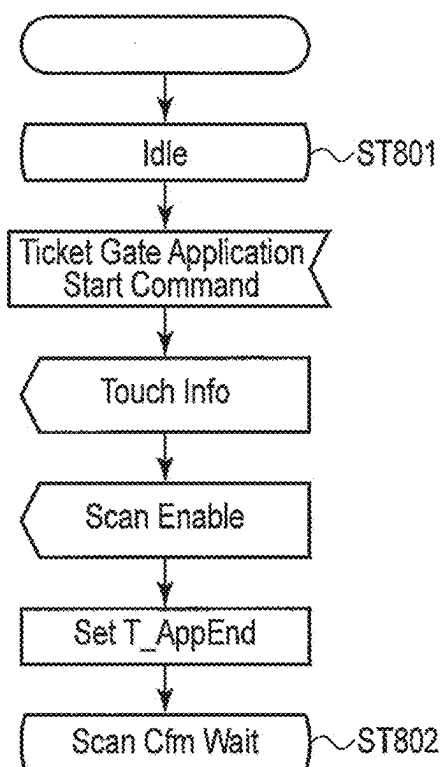 Idle
ST801
Ticket Gate Application
Start Command
Touch Info
Scan Enable
Set T_AppEnd
Scan Cfm Wait
ST802